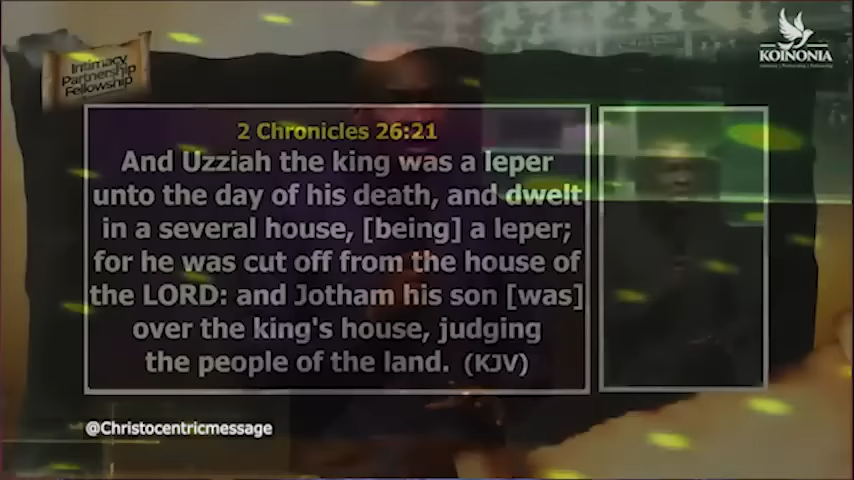 Intimacy
Partnership
Fellowship
KOINONIA
2 Chronicles 26:21
And Uzziah the king was a leper
unto the day of his death, and dwelt
in a several house, [being] a leper;
for he was cut off from the house of
the LORD: and Jotham his son [was]
over the king's house, judging
the people of the land. (KJV)
@Christocentricmessage